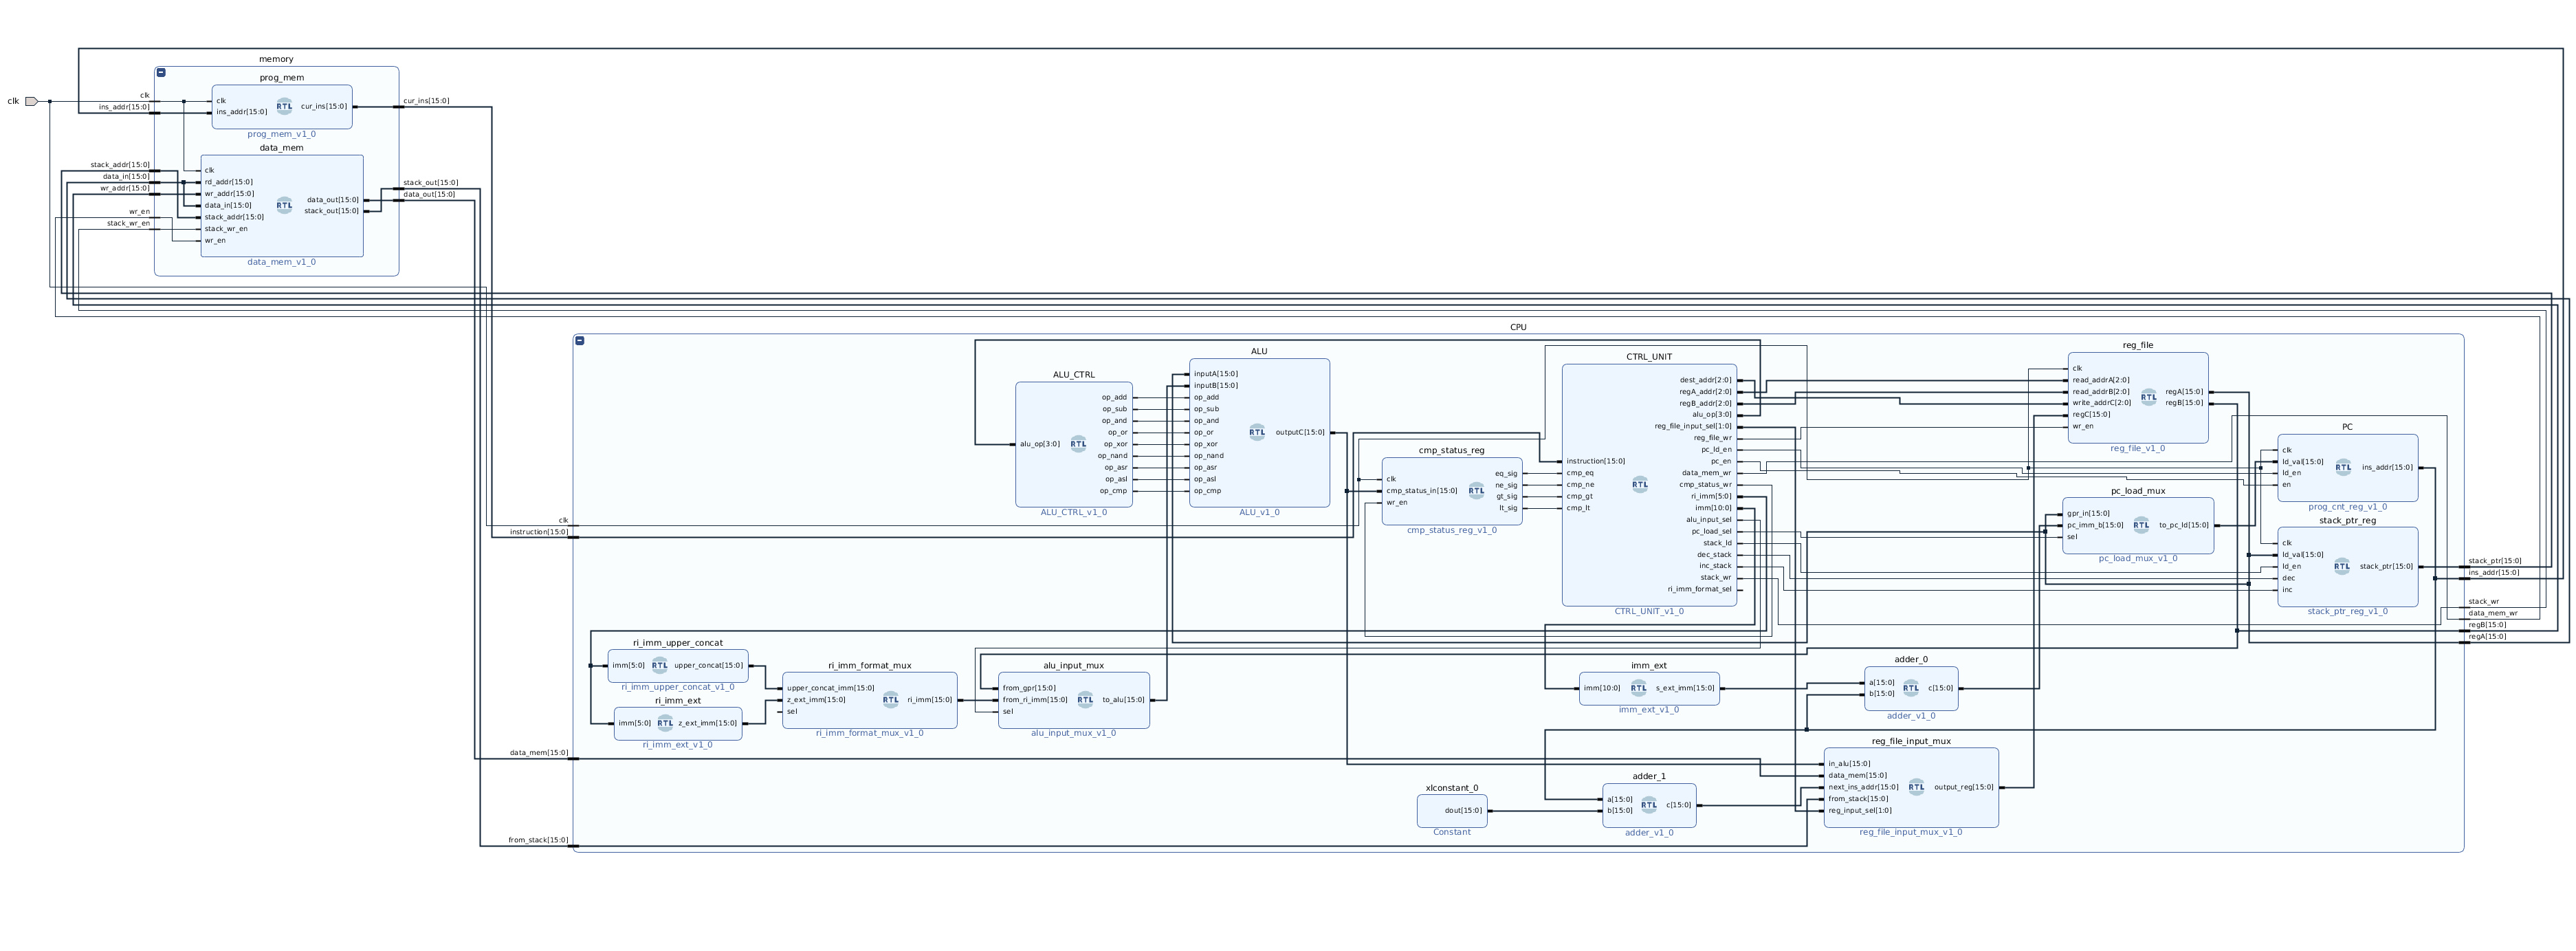 memory
prog_mem
clk
clk
ins_addr[15:0]
clk
ins_addr[15:0]
RTL
cur_ins[15:0]
cur_ins[15:0]
prog_mem_v1_0
data_mem
stack_addr[15:0]
data_in[15:0]
wr_addr[15:0]
wr_en
stack_wr_en
clk
rd_addr[15:0]
wr_addr[15:0]
data_in[15:0]
stack_addr[15:0]
stack_wr_en
wr_en
RTL
data_out[15:0]
stack_out[15:0]
stack_out[15:0]
data_out[15:0]
data_mem_v1_0
CPU
clk
instruction[15:0]
data_mem[15:0]
from_stack[15:0]
ALU_CTRL
alu_op[3:0]
RTL
op_add
op_sub
op_and
op_or
op_xor
op_nand
op_asr
op_asl
op_cmp
ALU_CTRL_v1_0
ALU
inputA[15:0]
inputB[15:0]
op_add
op_sub
op_and
op_or
op_xor
op_nand
op_asr
op_asl
op_cmp
RTL
outputC[15:0]
ALU_v1_0
cmp_status_reg
clk
cmp_status_in[15:0]
wr_en
RTL
eq_sig
ne_sig
gt_sig
lt_sig
cmp_status_reg_v1_0
CTRL_UNIT
instruction[15:0]
cmp_eq
cmp_ne
cmp_gt
cmp_lt
RTL
dest_addr[2:0]
regA_addr[2:0]
regB_addr[2:0]
alu_op[3:0]
reg_file_input_sel[1:0]
reg_file_wr
pc_ld_en
pc_en
data_mem_wr
cmp_status_wr
ri_imm[5:0]
imm[10:0]
alu_input_sel
pc_load_sel
stack_ld
dec_stack
inc_stack
stack_wr
ri_imm_format_sel
CTRL_UNIT_v1_0
reg_file
clk
read_addrA[2:0]
read_addrB[2:0]
write_addrC[2:0]
regC[15:0]
wr_en
RTL
regA[15:0]
regB[15:0]
reg_file_v1_0
PC
clk
ld_val[15:0]
ld_en
en
RTL
ins_addr[15:0]
prog_cnt_reg_v1_0
pc_load_mux
gpr_in[15:0]
pc_imm_b[15:0]
sel
RTL
to_pc_ld[15:0]
pc_load_mux_v1_0
stack_ptr_reg
clk
ld_val[15:0]
ld_en
dec
inc
RTL
stack_ptr[15:0]
stack_ptr_reg_v1_0
stack_ptr[15:0]
ins_addr[15:0]
stack_wr
data_mem_wr
regB[15:0]
regA[15:0]
ri_imm_upper_concat
imm[5:0]
RTL
upper_concat[15:0]
ri_imm_upper_concat_v1_0
ri_imm_ext
imm[5:0]
RTL
z_ext_imm[15:0]
ri_imm_ext_v1_0
ri_imm_format_mux
upper_concat_imm[15:0]
z_ext_imm[15:0]
sel
RTL
ri_imm[15:0]
ri_imm_format_mux_v1_0
alu_input_mux
from_gpr[15:0]
from_ri_imm[15:0]
sel
RTL
to_alu[15:0]
alu_input_mux_v1_0
imm_ext
imm[10:0]
RTL
s_ext_imm[15:0]
imm_ext_v1_0
adder_0
a[15:0]
b[15:0]
RTL
c[15:0]
adder_v1_0
xlconstant_0
dout[15:0]
Constant
adder_1
a[15:0]
b[15:0]
RTL
c[15:0]
adder_v1_0
reg_file_input_mux
in_alu[15:0]
data_mem[15:0]
next_ins_addr[15:0]
from_stack[15:0]
reg_input_sel[1:0]
RTL
output_reg[15:0]
reg_file_input_mux_v1_0